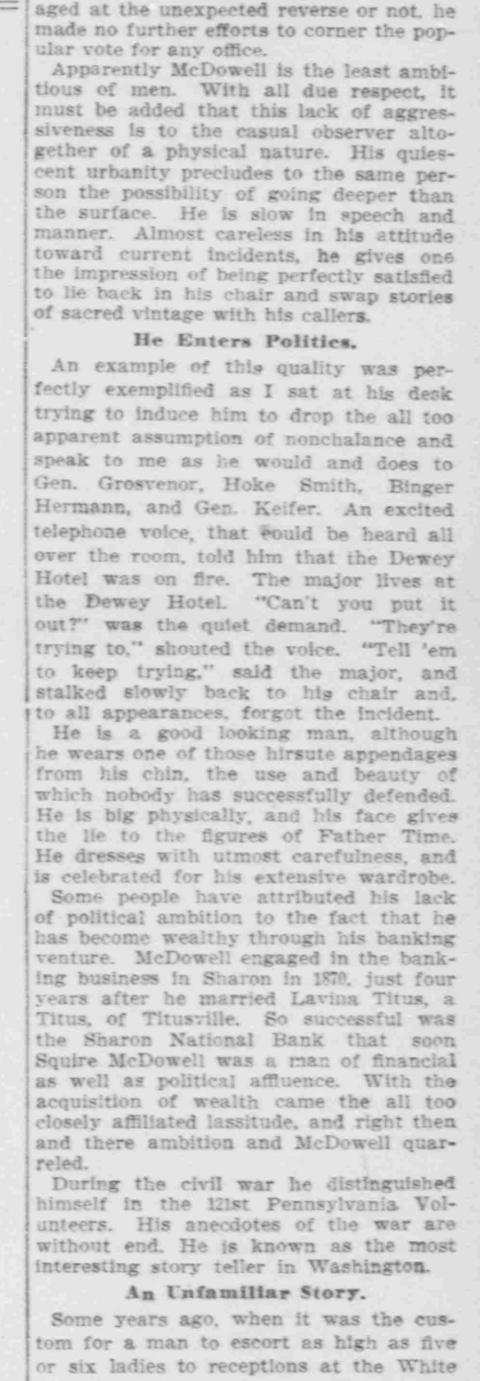 aged at the unexpected reverse or not, he
made no further efforts to corner the pop-
ular vote for any office.
Apparently McDowell is the least ambi-
tious of men. With all due respect, it
must be added that this lack of aggres-
siveness is to the casual observer alto-
gether of a physical nature. His quies-
cent urbanity precludes to the same per-
son the possibility of going deeper than
the surface. He is slow in speech and
manner. Almost careless in his attitude
toward current incidents, he gives one
the impression of being perfectly satisfied
to lie back in his chair and swap stories
of sacred vintage with his callers.
He Enters Politics.
An example of this quality was per-
fectly exemplified as I sat at his desk
trying to induce him to drop the all too
apparent assumption of nonchalance and
speak to me as he would and does to
Gen. Grosvenor, Hoke Smith, Binger
Hermann, and Gen. Keifer. An excited
telephone voice, that could be heard all
over the room, told him that the Dewey
Hotel was on fire. The major lives at
the Dewey Hotel. "Can't you put it
out?" was the quiet demand. "They're
trying to," shouted the voice. "Tell 'em
to keep trying," said the major, and
stalked slowly back to his chair and,
to all appearances, forgot the incident.
He is a good looking man, although
he wears one of those hirsute appendages
from his chin, the use and beauty of
which nobody has successfully defended.
He is big physically, and his face gives
the lie to the figures of Father Time.
He dresses with utmost carefulness, and
is celebrated for his extensive wardrobe.
Some people have attributed his lack
of political ambition to the fact that he
has become wealthy through his banking
venture. McDowell engaged in the bank-
ing business in Sharon in 1870, just four
years after he married Lavina Titus, a
Titus, of Titusville. So successful was
the Sharon National Bank that soon
Squire McDowell was a man of financial
as well as political affluence. With the
acquisition of wealth came the all too
closely affiliated lassitude, and right then
and there ambition and McDowell quar-
reled.
During the civil war he distinguished
himself in the 121st Pennsylvania Vol-
unteers. His anecdotes of the war are
without end. He is known as the most
interesting story teller in Washington.
An Unfamiliar Story.
Some years ago, when it was the cus-
tom for a man to escort as high as five
or six ladies to receptions at the White